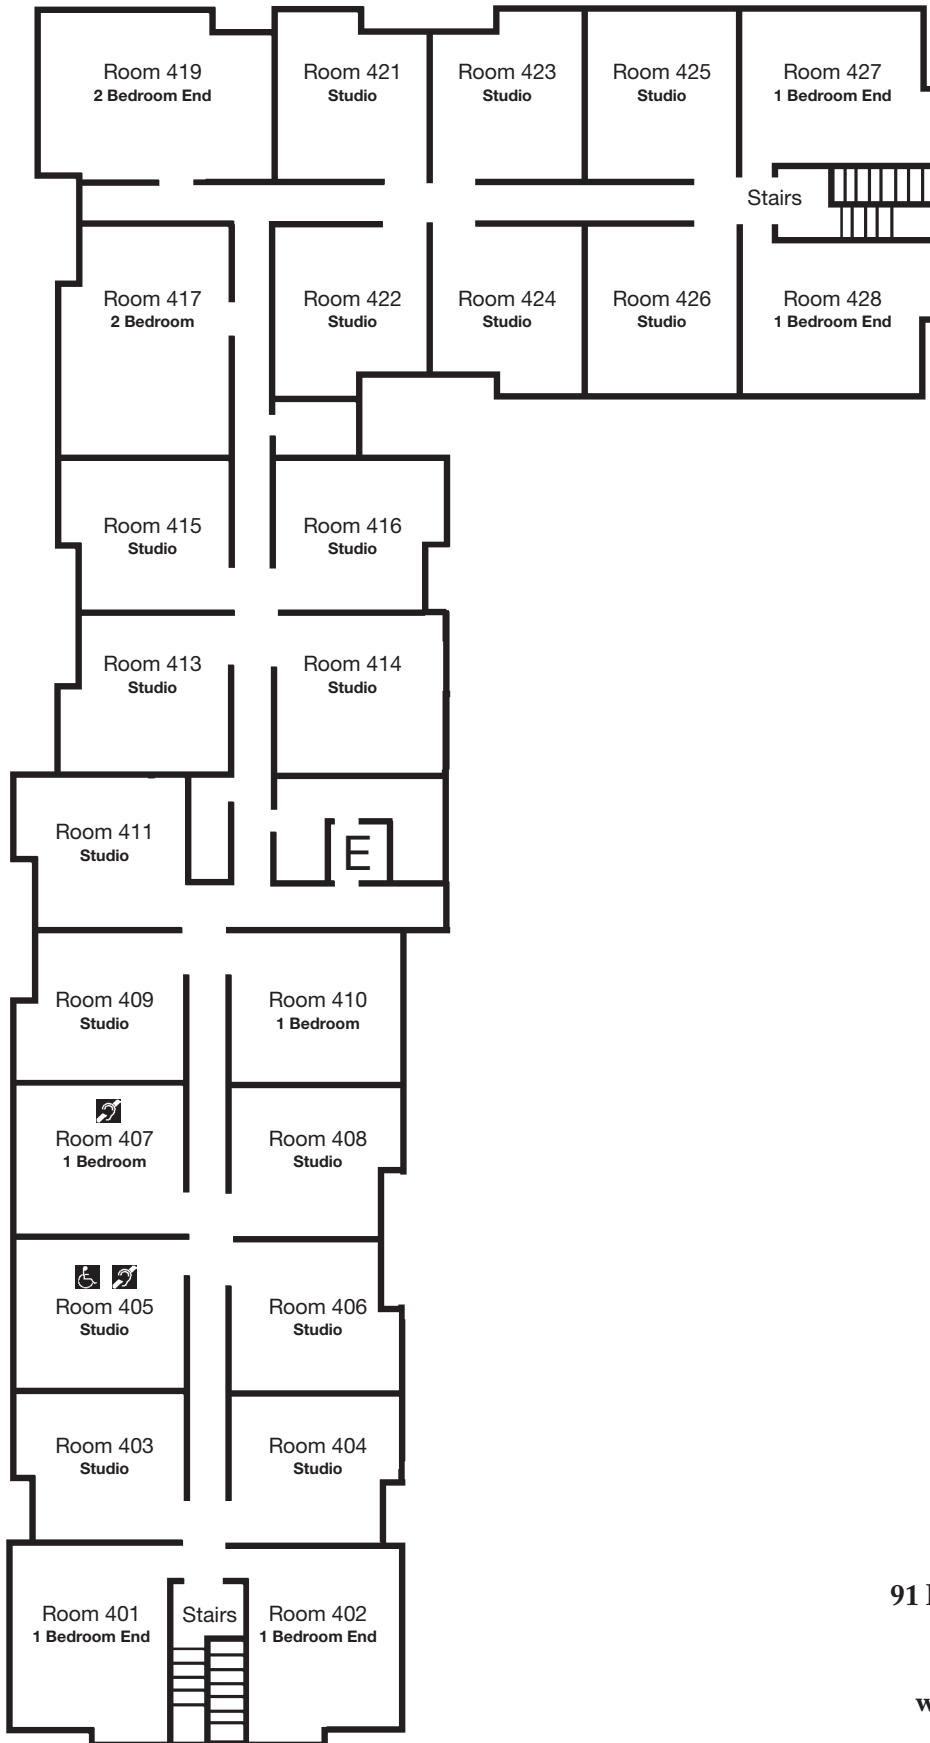 Room 419
2 Bedroom End
Room 421
Studio
Room 423
Studio
Room 425
Studio
Room 427
1 Bedroom End
Stairs
Room 417
2 Bedroom
Room 422
Studio
Room 424
Studio
Room 426
Studio
Room 428
1 Bedroom End
Room 415
Studio
Room 416
Studio
Room 413
Studio
Room 414
Studio
Room 411
Studio
E
Room 409
Studio
Room 410
1 Bedroom
Room 407
1 Bedroom
Room 408
Studio
Room 405
Studio
Room 406
Studio
Room 403
Studio
Room 404
Studio
Room 401
1 Bedroom End
Stairs
Room 402
1 Bedroom End
91
w